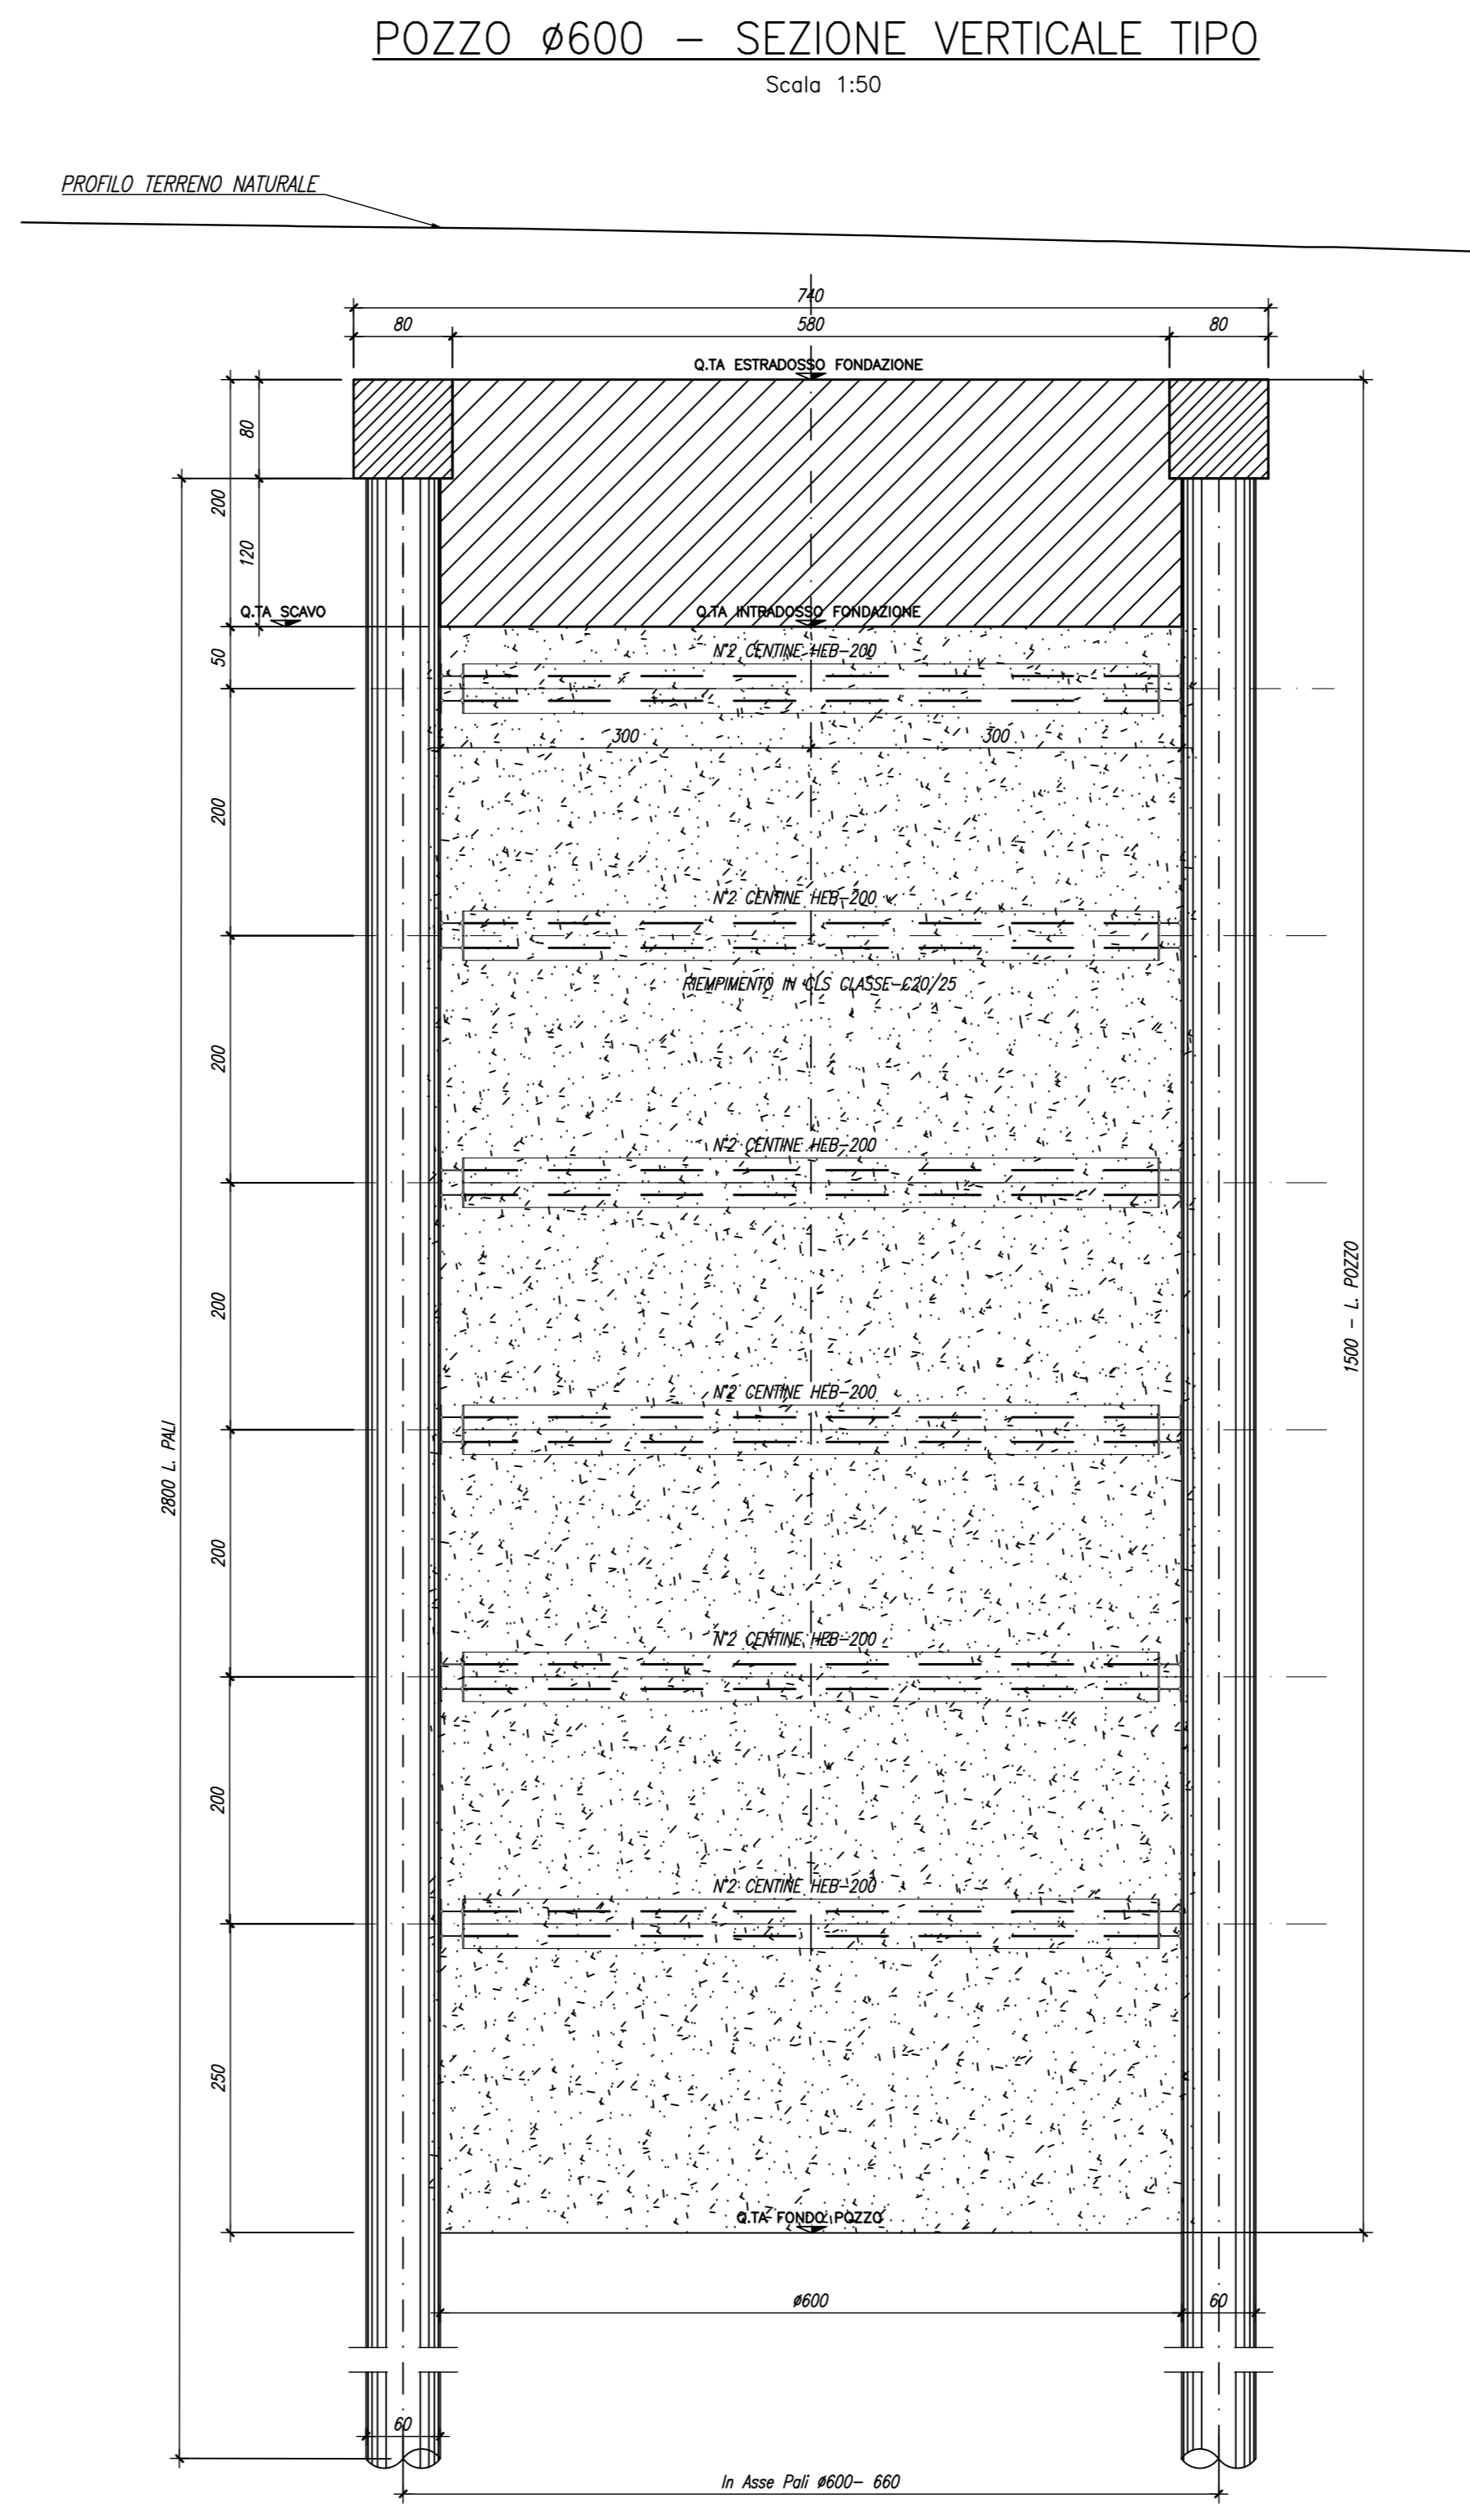 POZZO ø600 – SEZIONE VERTICALE TIPO
Scala 1:50
PROFILO TERRENO NATURALE
740
80
580
80
Q.TA ESTRADOSSO FONDAZIONE
80
200
120
Q.TA SCAVO
Q.TA INTRADOSSO FONDAZIONE
50
N°2 CENTINE HEB-200
300
300
200
N°2 CENTINE HEB-200
RIEMPIMENTO IN CLS CLASSE C20/25
200
N°2 CENTINE HEB-200
200
1500 – L. POZZO
N°2 CENTINE HEB-200
2800 L. PALI
200
N°2 CENTINE HEB-200
200
N°2 CENTINE HEB-200
250
Q.TA FONDO POZZO
ø600
60
60
In Asse Pali ø600– 660